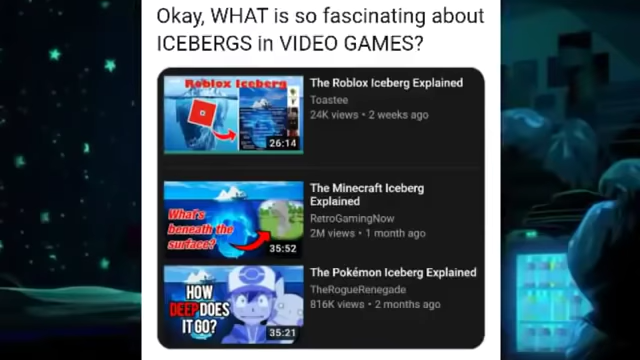 Okay, WHAT is so fascinating about
ICEBERGS in VIDEO GAMES?
Roblox Iceberg
26:14
The Roblox Iceberg Explained
Toastee
24K views • 2 weeks ago
What's
beneath the
surface?
35:52
The Minecraft Iceberg
Explained
RetroGamingNow
2M views • 1 month ago
HOW
DEEP DOES
IT GO?
35:21
The Pokémon Iceberg Explained
TheRogueRenegade
816K views • 2 months ago